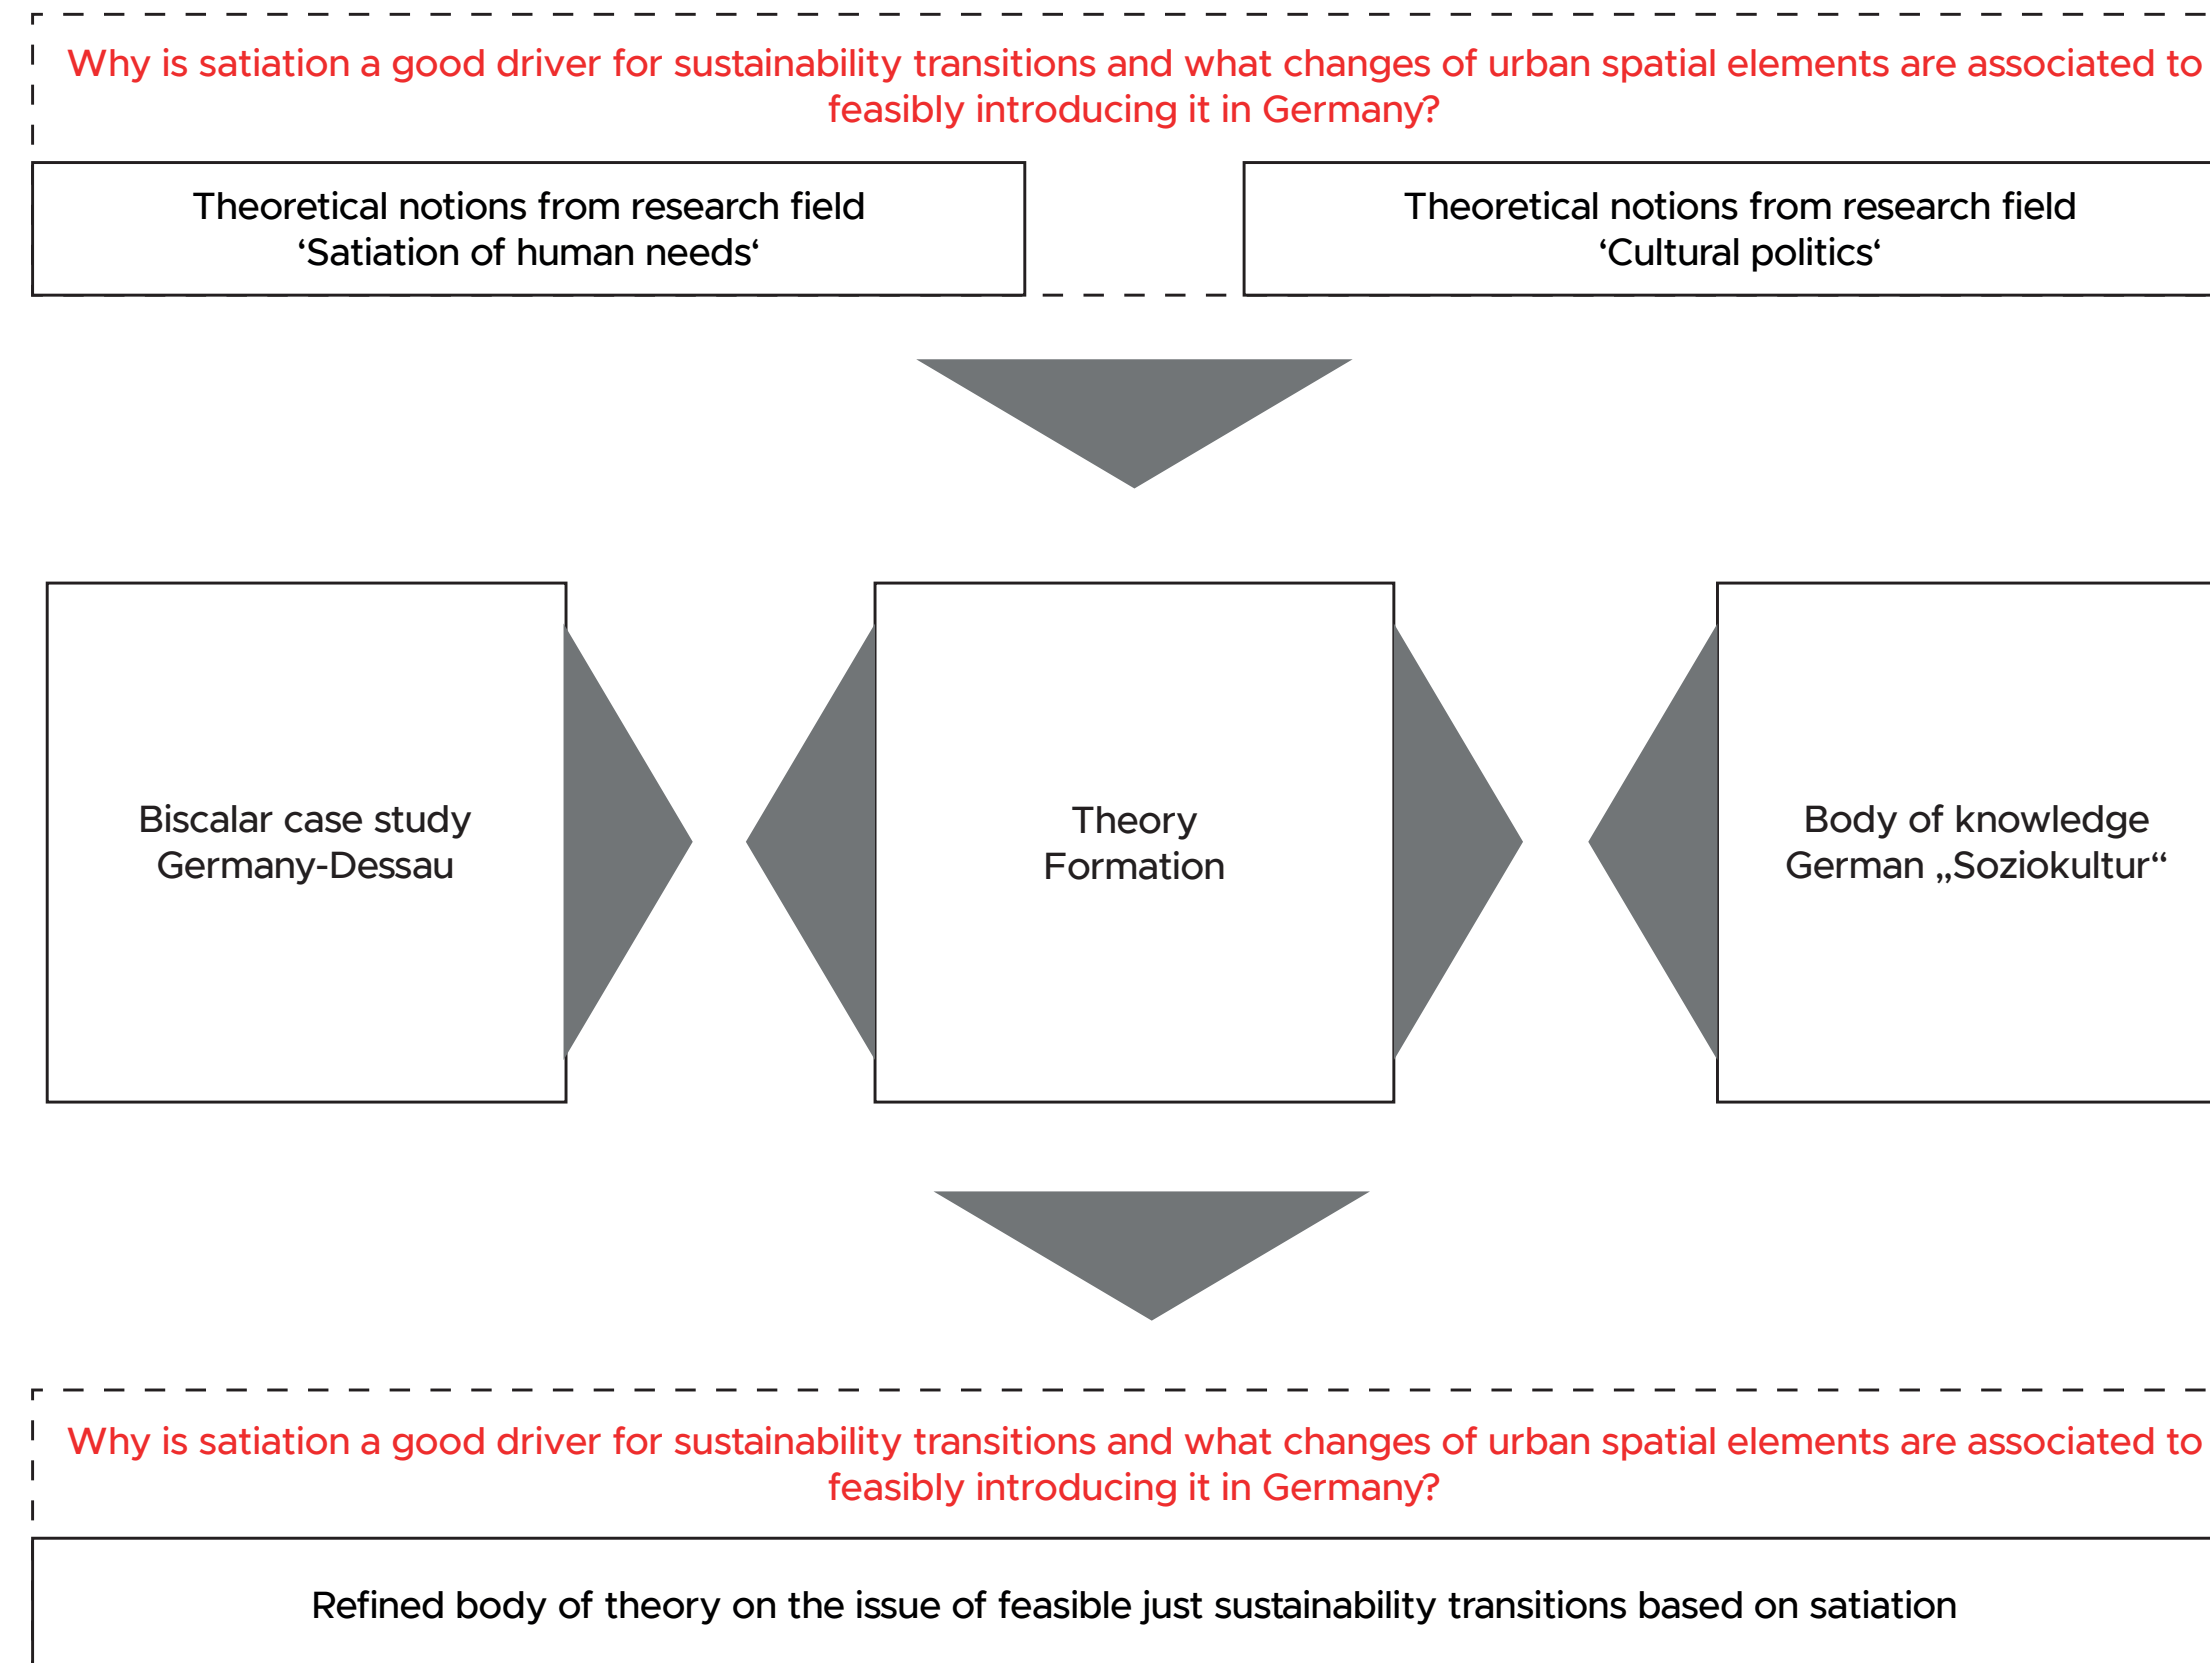 Why is satiation a good driver for sustainability transitions and what changes of urban spatial elements are associated to
feasibly introducing it in Germany?
Theoretical notions from research field
‘Satiation of human needs‘
Theoretical notions from research field
‘Cultural politics‘
Biscalar case study
Germany-Dessau
Theory
Formation
Body of knowledge
German „Soziokultur“
Why is satiation a good driver for sustainability transitions and what changes of urban spatial elements are associated to
feasibly introducing it in Germany?
Refined body of theory on the issue of feasible just sustainability transitions based on satiation